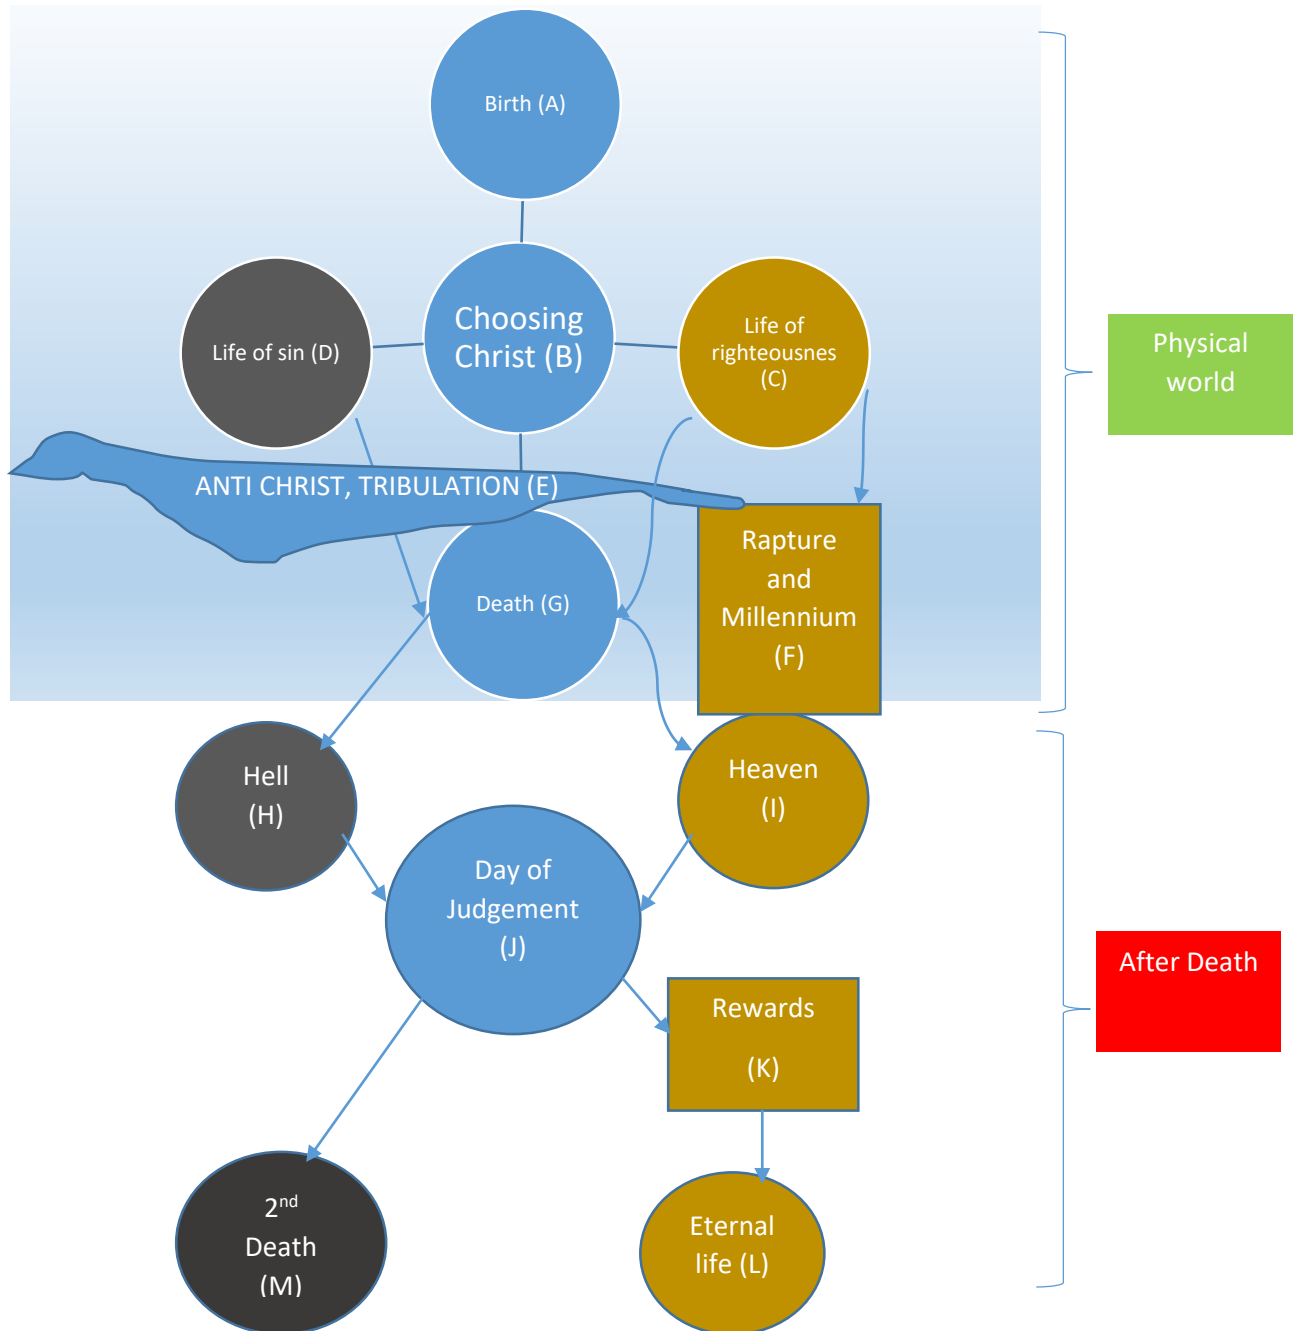 Birth (A)
Choosing
Christ (B)
Life of sin (D)
Life of
righteousnes
(C)
Physical
world
ANTI CHRIST, TRIBULATION (E)
Rapture
and
Millennium
(F)
Death (G)
Hell
(H)
Heaven
(I)
Day of
Judgement
(J)
After Death
Rewards
(K)
2nd
Death
(M)
Eternal
life (L)